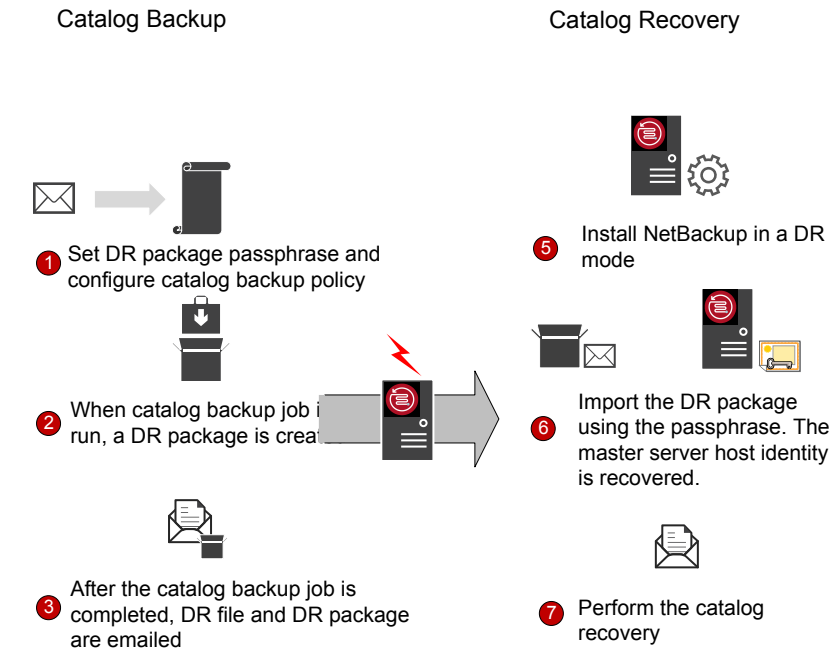 Catalog Backup
1
Set DR package passphrase and
configure catalog backup policy
2
When catalog backup job
run, a DR package is
3
After the catalog backup job is
completed, DR file and DR package
are emailed
Catalog Recovery
5
Install NetBackup in a DR
mode
6
Import the DR package
using the passphrase. The
master server host identity
is recovered.
7
Perform the catalog
recovery